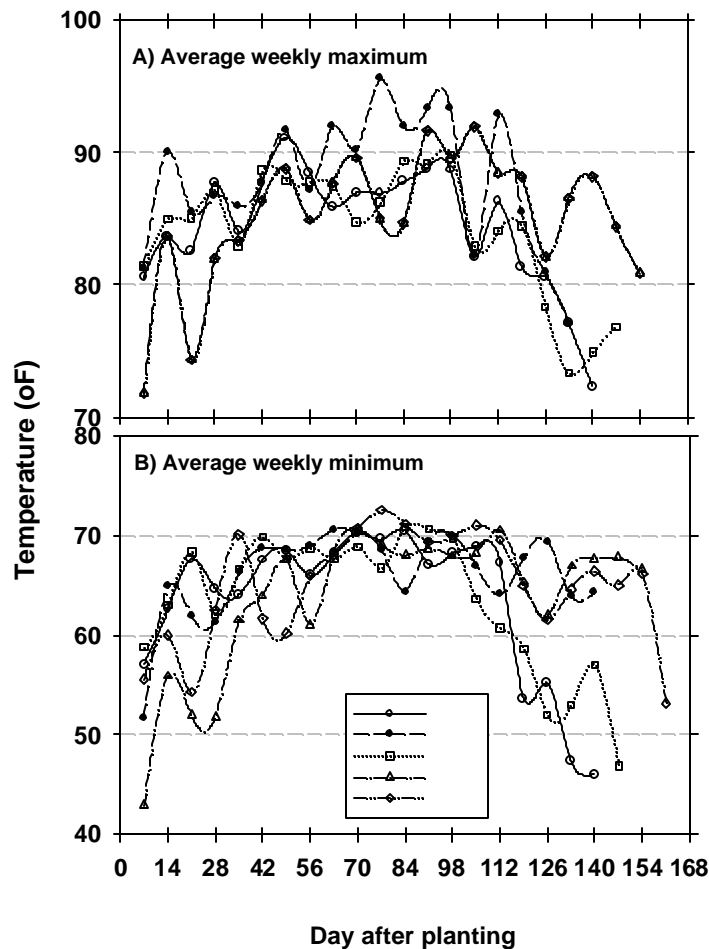 100
A) Average weekly maximum
90
80
70
80
B) Average weekly minimum
70
60
50
40
0 14 28 42 56 70 84 98 112 126 140 154 168
Temperature (oF)
Day after planting